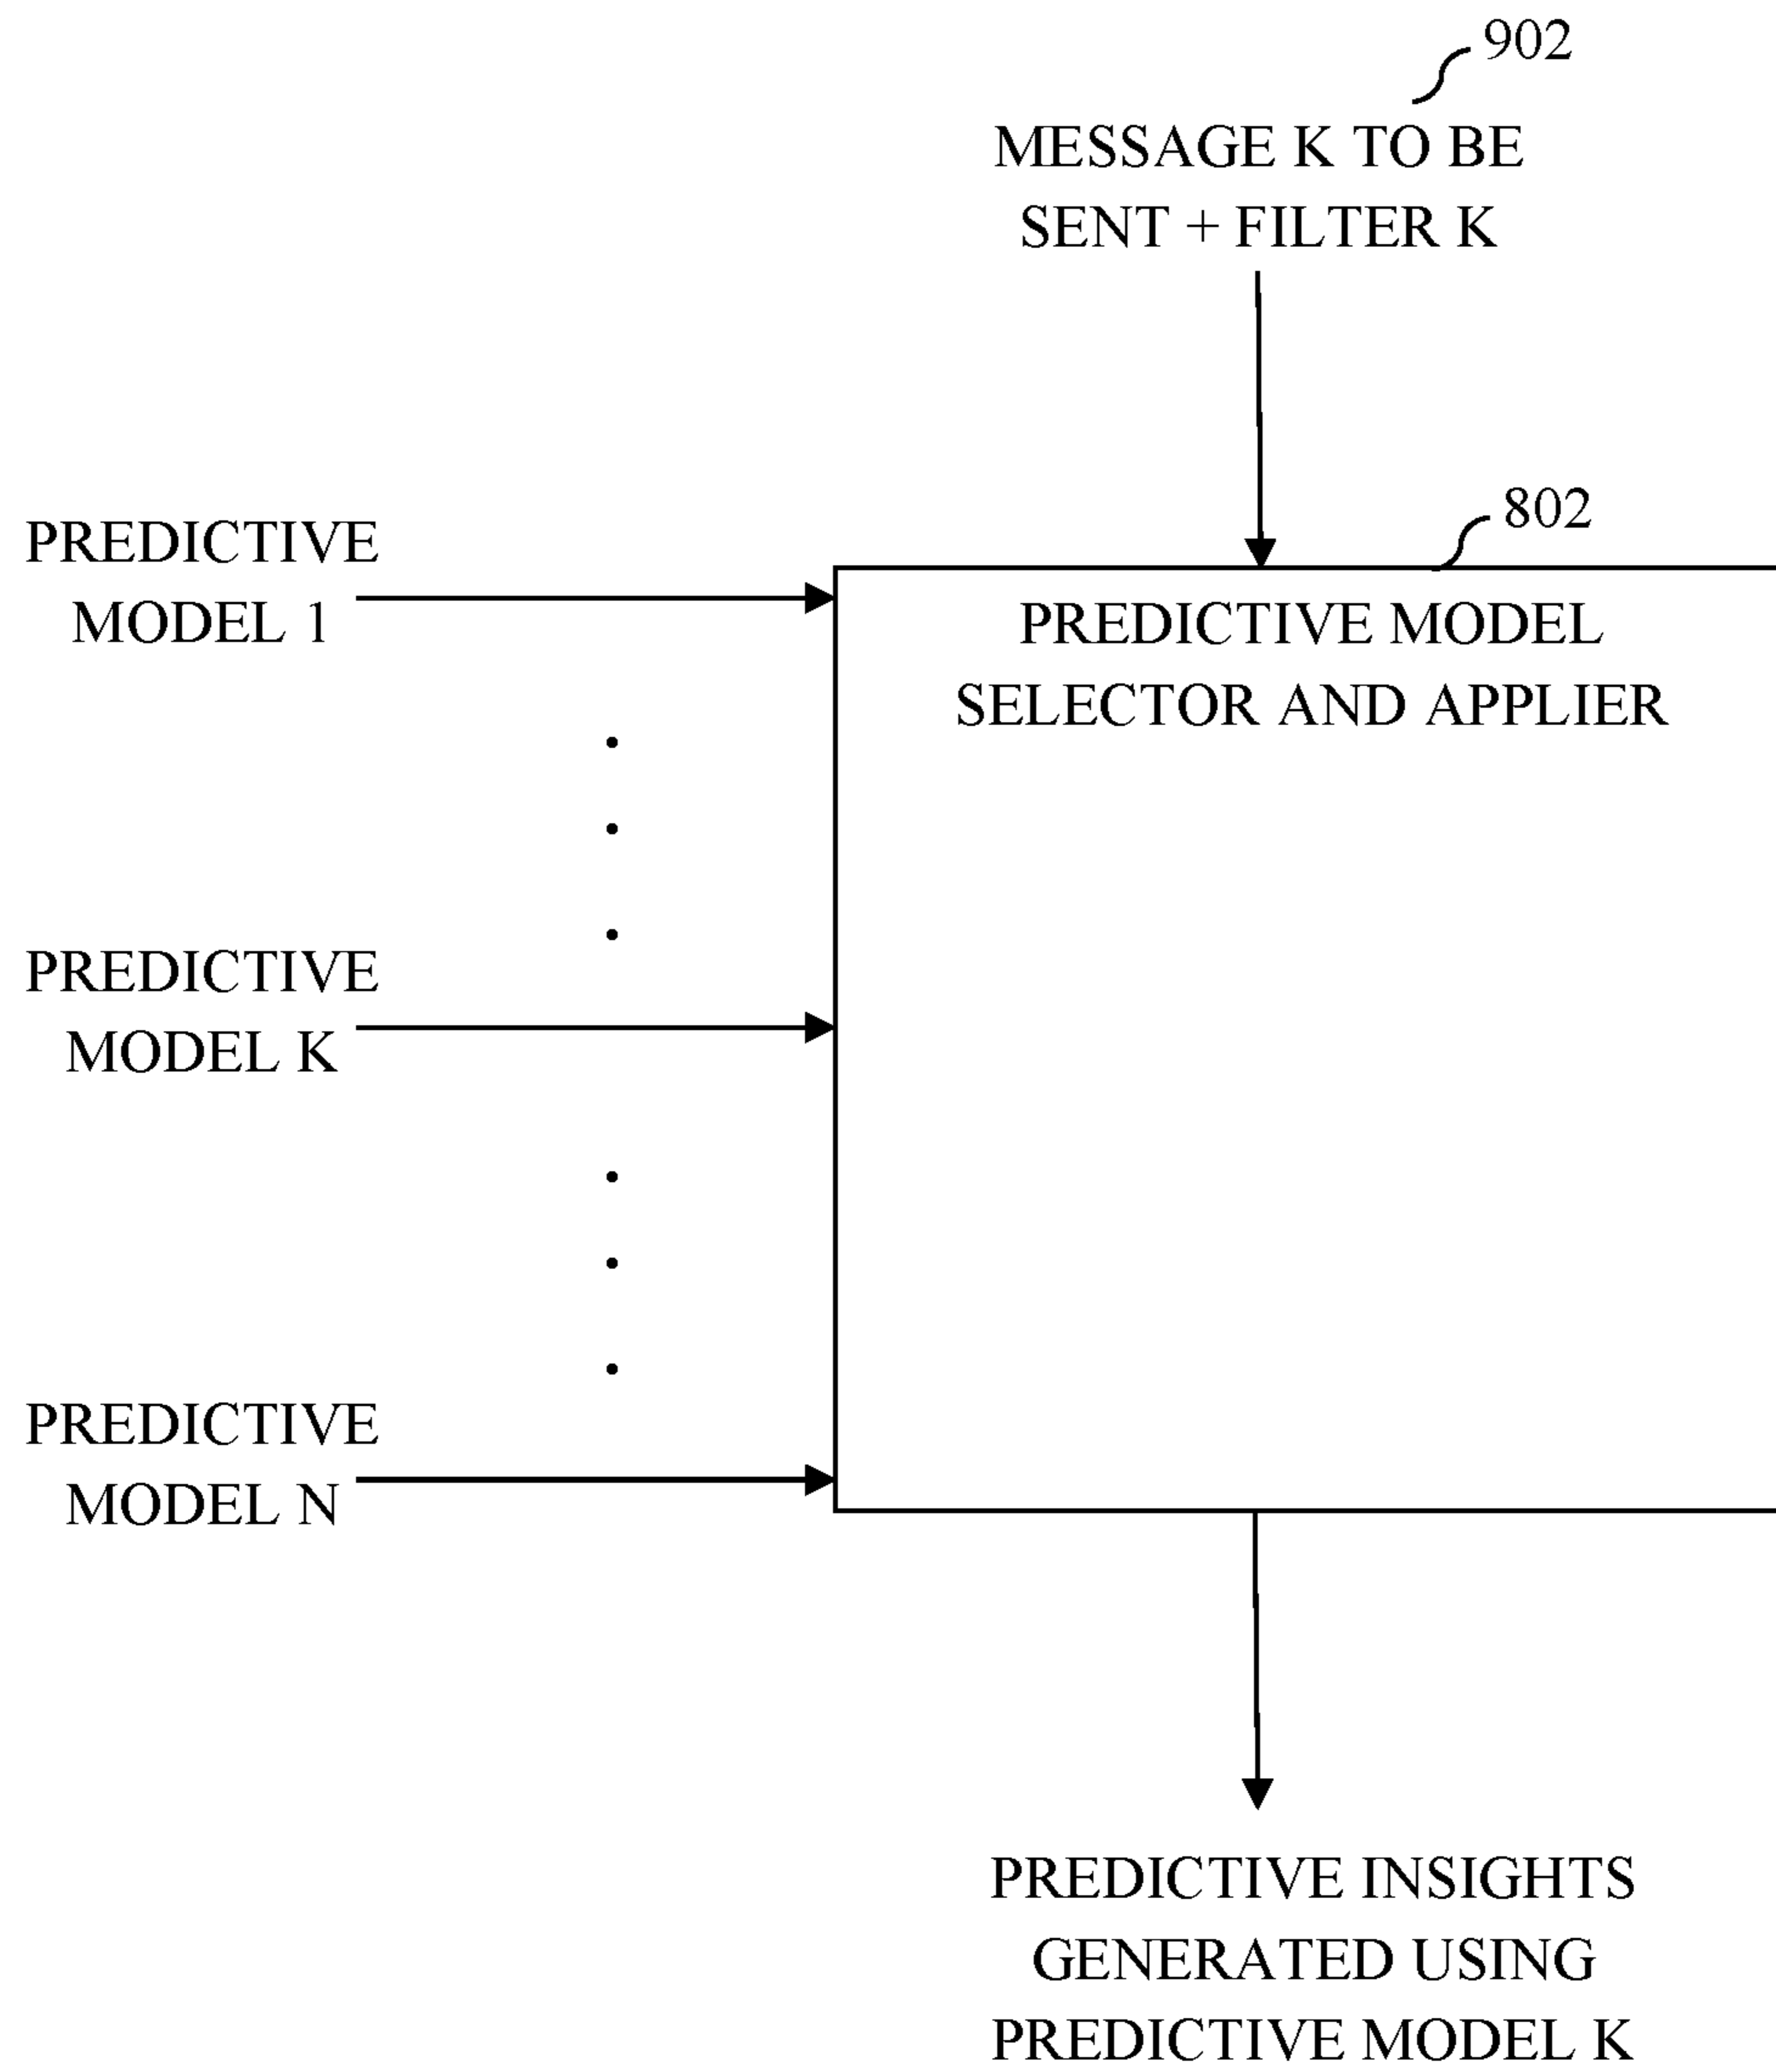 902
MESSAGE K TO BE
SENT + FILTER K
802
PREDICTIVE
MODEL 1
PREDICTIVE MODEL
SELECTOR AND APPLIER
PREDICTIVE
MODEL K
PREDICTIVE
MODEL N
PREDICTIVE INSIGHTS
GENERATED USING
PREDICTIVE MODEL K